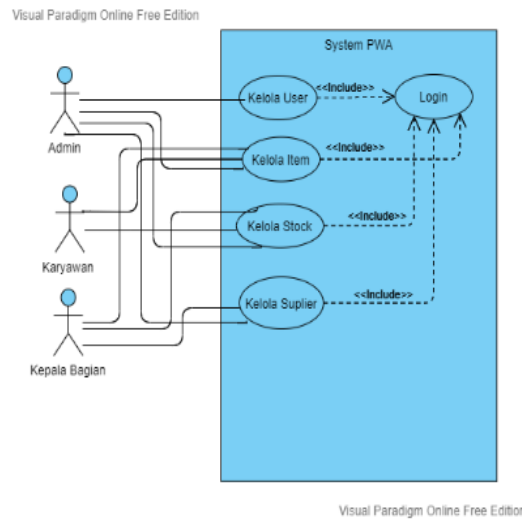 Visual Paradigm Online Free Edition
System PWA
Kelola User
<<Include>>
Login
Admin
Kelola Item
<<Include>>
Karyawan
Kelola Stock
<<Include>>
Kepala Bagian
Kelola Suplier
<<Include>>
Visual Paradigm Online Free Edition